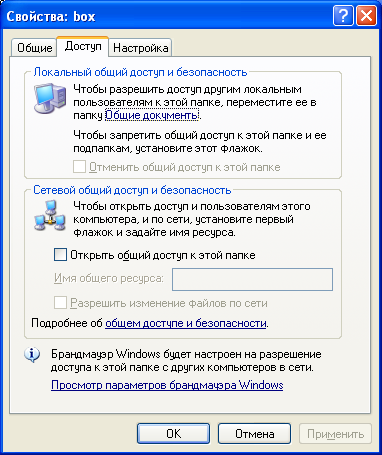 Свойства: box
Общие
Доступ
Настройка
Локальный общий доступ и безопасность
Чтобы разрешить доступ другим локальным
пользователям к этой папке, переместите ее в
папку Общие документы.
Чтобы запретить общий доступ к этой папке и ее
подпапкам, установите этот флажок.
Отменить общий доступ к этой папке
Сетевой общий доступ и безопасность
Чтобы открыть доступ и пользователям этого
компьютера, и по сети, установите первый
флажок и задайте имя ресурса.
Открыть общий доступ к этой папке
Имя общего ресурса:
Разрешить изменение файлов по сети
Подробнее об общем доступе и безопасности.
Брандмауэр Windows будет настроен на разрешение
доступа к этой папке с других компьютеров в сети.
Просмотр параметров брандмауэра Windows
OK
Отмена
Применить